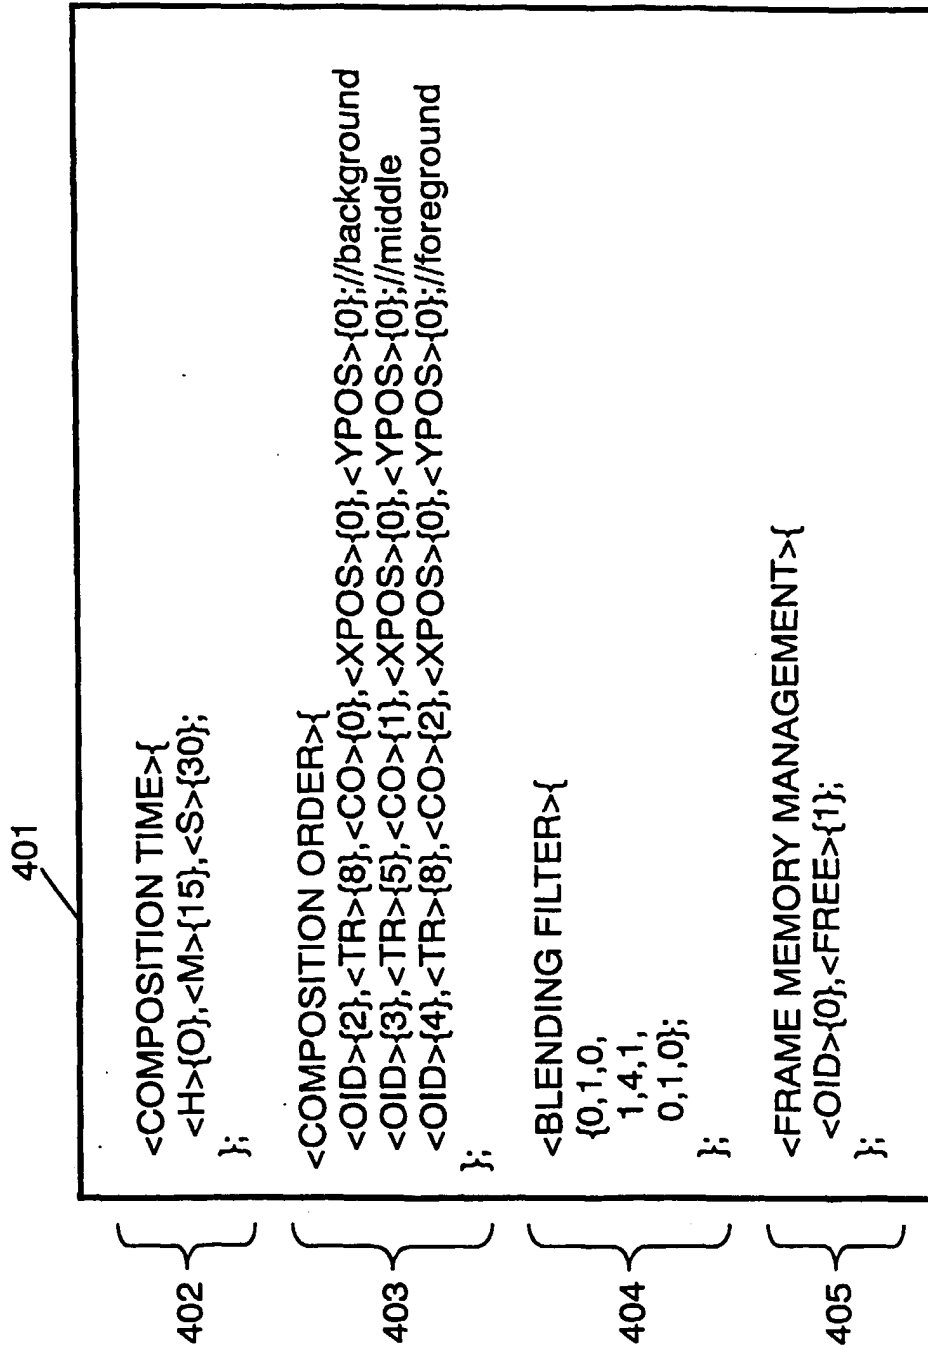 401
402
<COMPOSITION TIME>{
<H>{O},<M>{15},<S>{30};
};
403
<COMPOSITION ORDER>{
<OID>{2},<TR>{8},<CO>{0},<XPOS>{0},<YPOS>{0};//background
<OID>{3},<TR>{5},<CO>{1},<XPOS>{0},<YPOS>{0};//middle
<OID>{4},<TR>{8},<CO>{2},<XPOS>{0},<YPOS>{0};//foreground
};
404
<BLENDING FILTER>{
{0,1,0,
1,4,1,
0,1,0};
};
405
<FRAME MEMORY MANAGEMENT>{
<OID>{0},<FREE>{1};
};